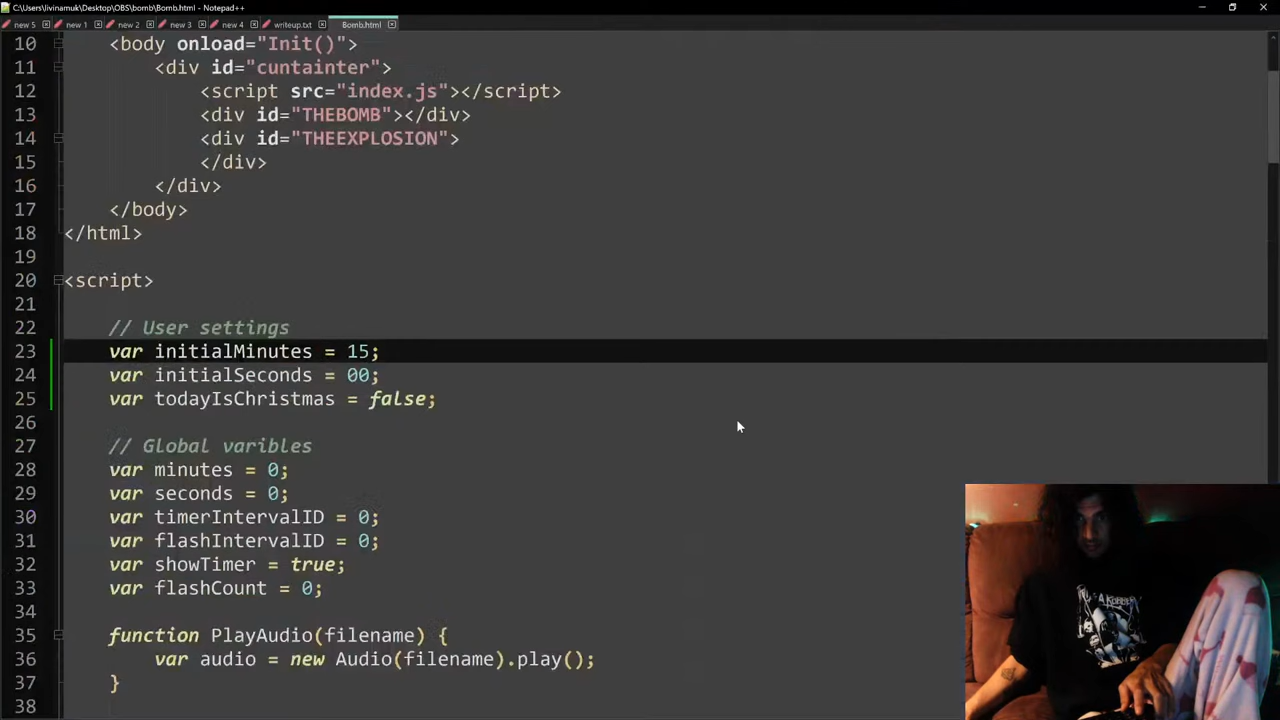 C:\Users\livinamuk\Desktop\OBS\bomb\Bomb.html - Notepad++
new 5 new 1 new 2 new 3 new 4 writeup.txt Bomb.html
10 <body onload="Init()">
11 <div id="cuntainter">
12 <script src="index.js"></script>
13 <div id="THEBOMB"></div>
14 <div id="THEEXPLOSION">
15 </div>
16 </div>
17 </body>
18 </html>
19
20 <script>
21
22 // User settings
23 var initialMinutes = 15;
24 var initialSeconds = 00;
25 var todayIsChristmas = false;
26
27 // Global varibles
28 var minutes = 0;
29 var seconds = 0;
30 var timerIntervalID = 0;
31 var flashIntervalID = 0;
32 var showTimer = true;
33 var flashCount = 0;
34
35 function PlayAudio(filename) {
36 var audio = new Audio(filename).play();
37 }
38